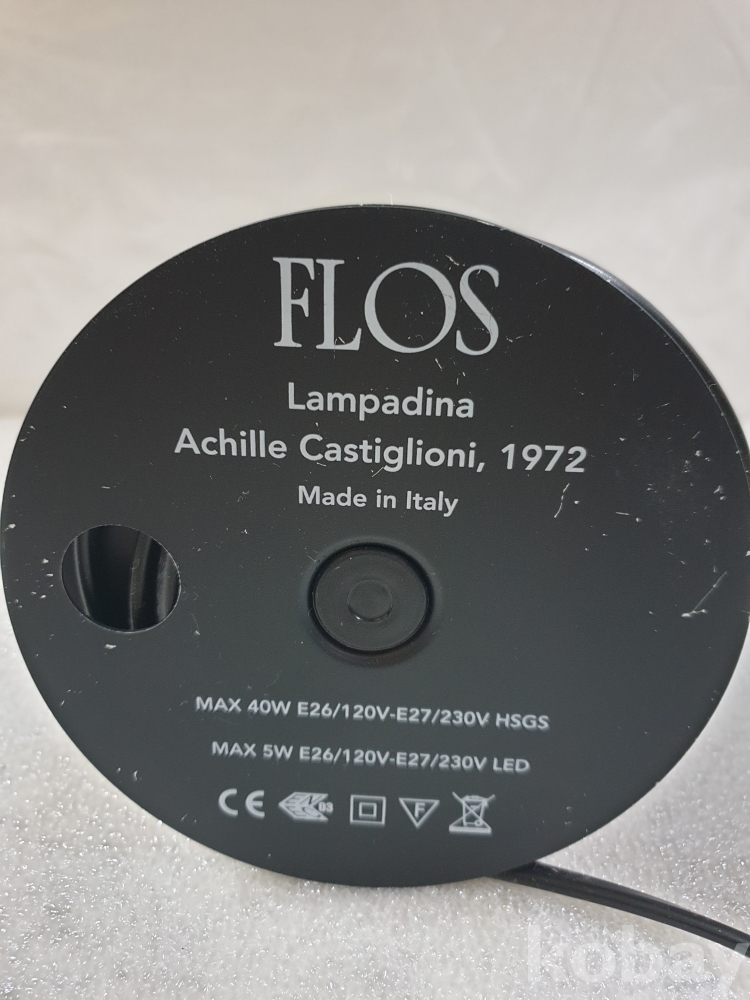 FLOS
Lampadina
Achille Castiglioni, 1972
Made in Italy
MAX 40W E26/120V-E27/230V HSGS
MAX 5W E26/120V-E27/230V LED
CE 03 F
kobay